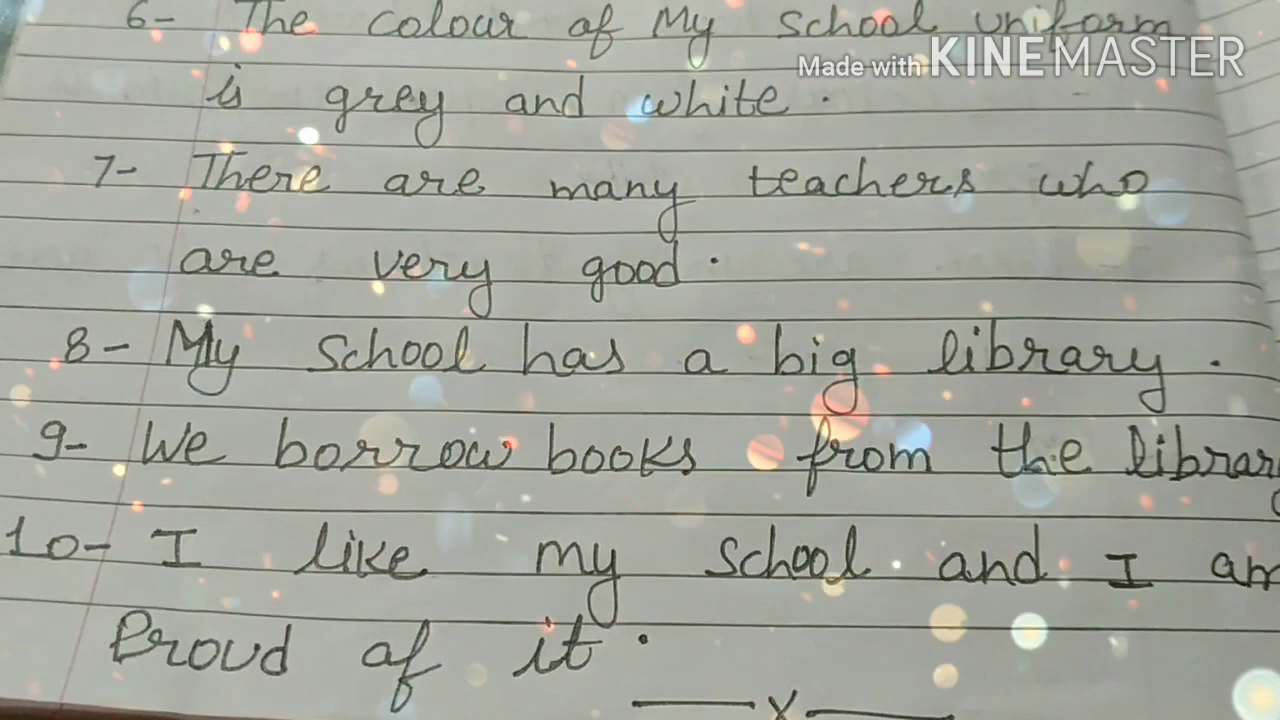 6- The colour of My school uniform
Made with KINEMASTER
is grey and white.
7- There are many teachers who
are very good.
8- My school has a big library.
9- We borrow books from the library
10- I like my school. and I am
Proud of it.
—x—